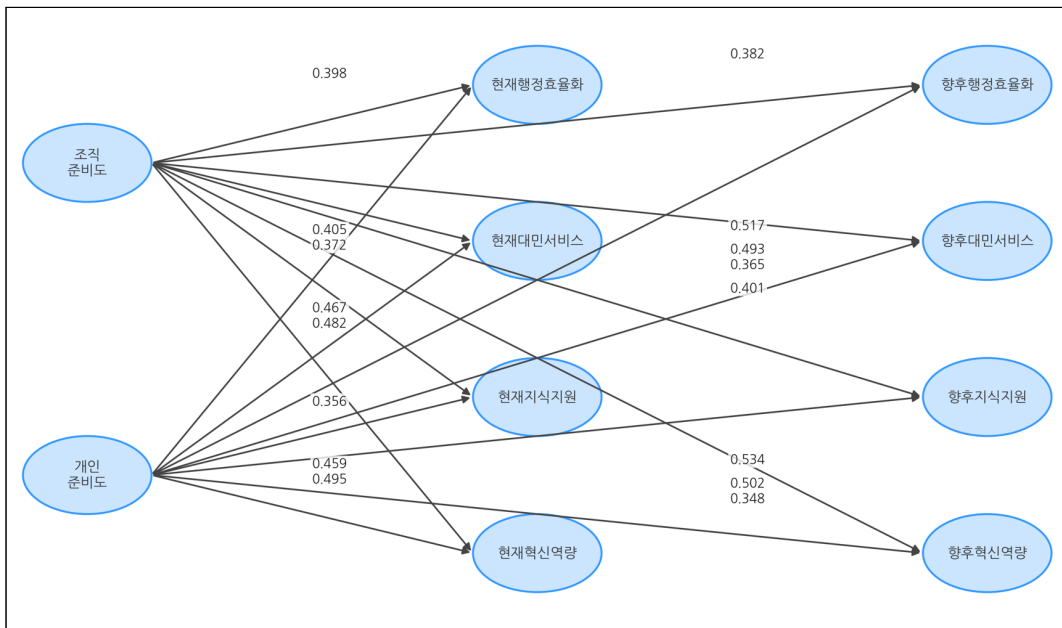 0.398
0.382
현재행정효율화
향후행정효율화
조직
준비도
0.405
0.372
현재대민서비스
0.517
0.493
0.365
0.401
향후대민서비스
0.467
0.482
0.356
현재지식지원
향후지식지원
개인
준비도
0.459
0.495
0.534
0.502
0.348
현재혁신역량
향후혁신역량